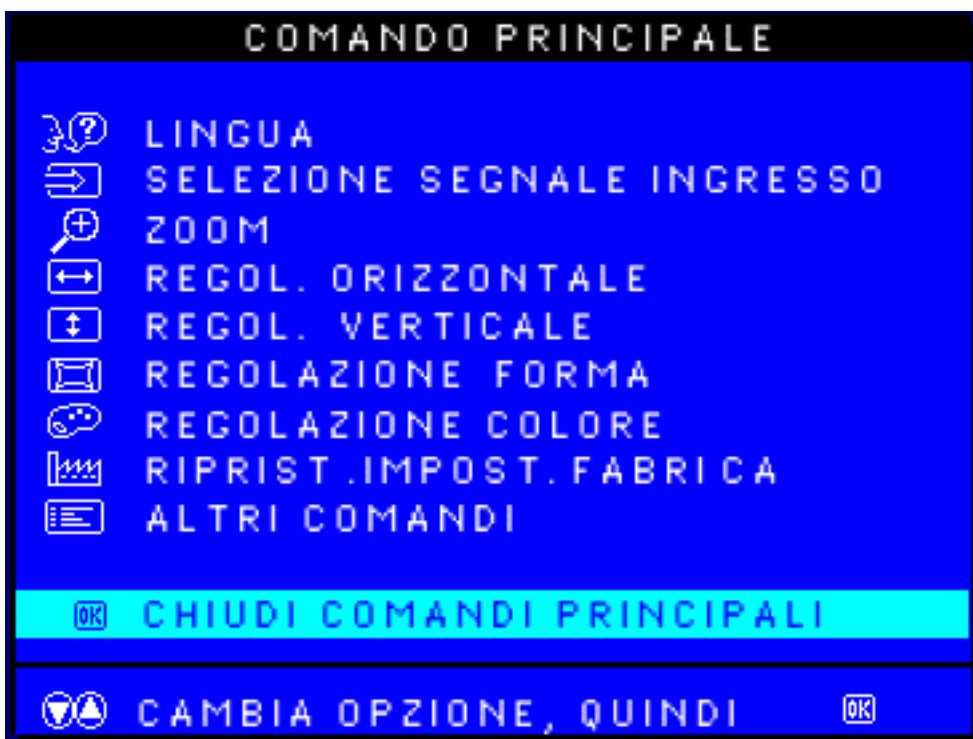 COMANDO PRINCIPALE
? LINGUA
SELEZIONE SEGNALE INGRESSO
ZOOM
REGOL. ORIZZONTALE
REGOL. VERTICALE
REGOLAZIONE FORMA
REGOLAZIONE COLORE
RIPRIST.IMPOST.FABRICA
ALTRI COMANDI
OK CHIUDI COMANDI PRINCIPALI
CAMBIA OPZIONE, QUINDI OK